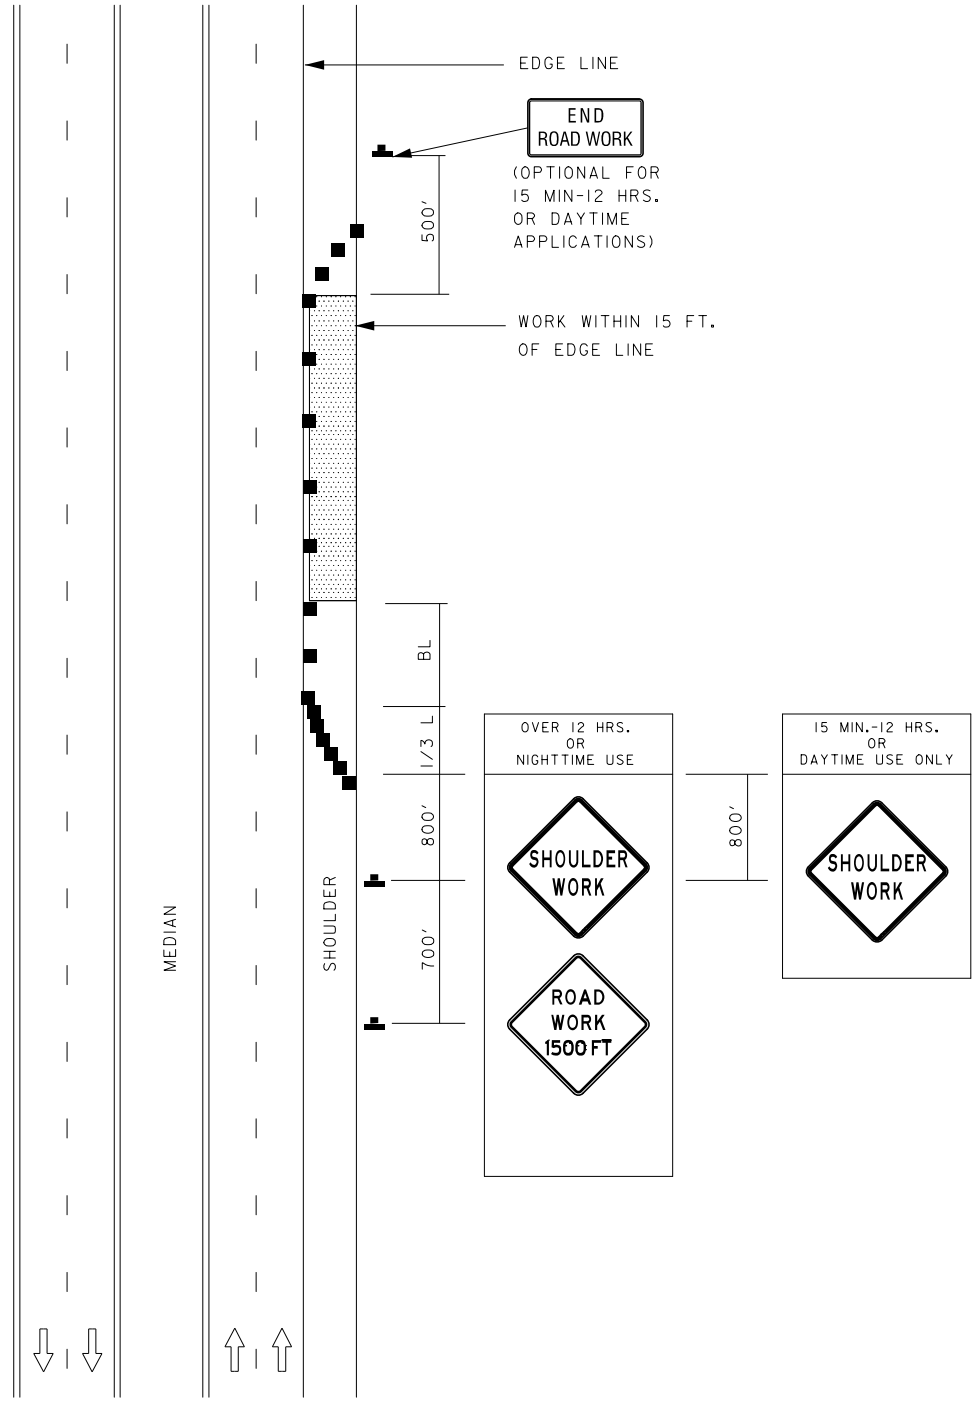 EDGE LINE
END
ROAD WORK
(OPTIONAL FOR
15 MIN-12 HRS.
OR DAYTIME
APPLICATIONS)
500'
WORK WITHIN 15 FT.
OF EDGE LINE
BL
1/3 L
800'
700'
SHOULDER
MEDIAN
OVER 12 HRS.
OR
NIGHTTIME USE
SHOULDER
WORK
ROAD
WORK
1500 FT
800'
15 MIN.-12 HRS.
OR
DAYTIME USE ONLY
SHOULDER
WORK